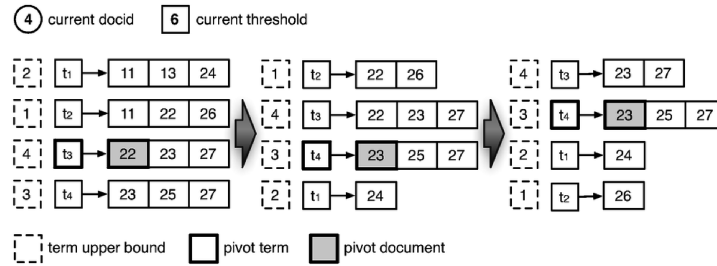 4 current docid 6 current threshold
2 t1 11 13 24
1 t2 11 22 26
4 t3 22 23 27
3 t4 23 25 27
1 t2 22 26
4 t3 22 23 27
3 t4 23 25 27
2 t1 24
4 t3 23 27
3 t4 23 25 27
2 t1 24
1 t2 26
term upper bound pivot term pivot document